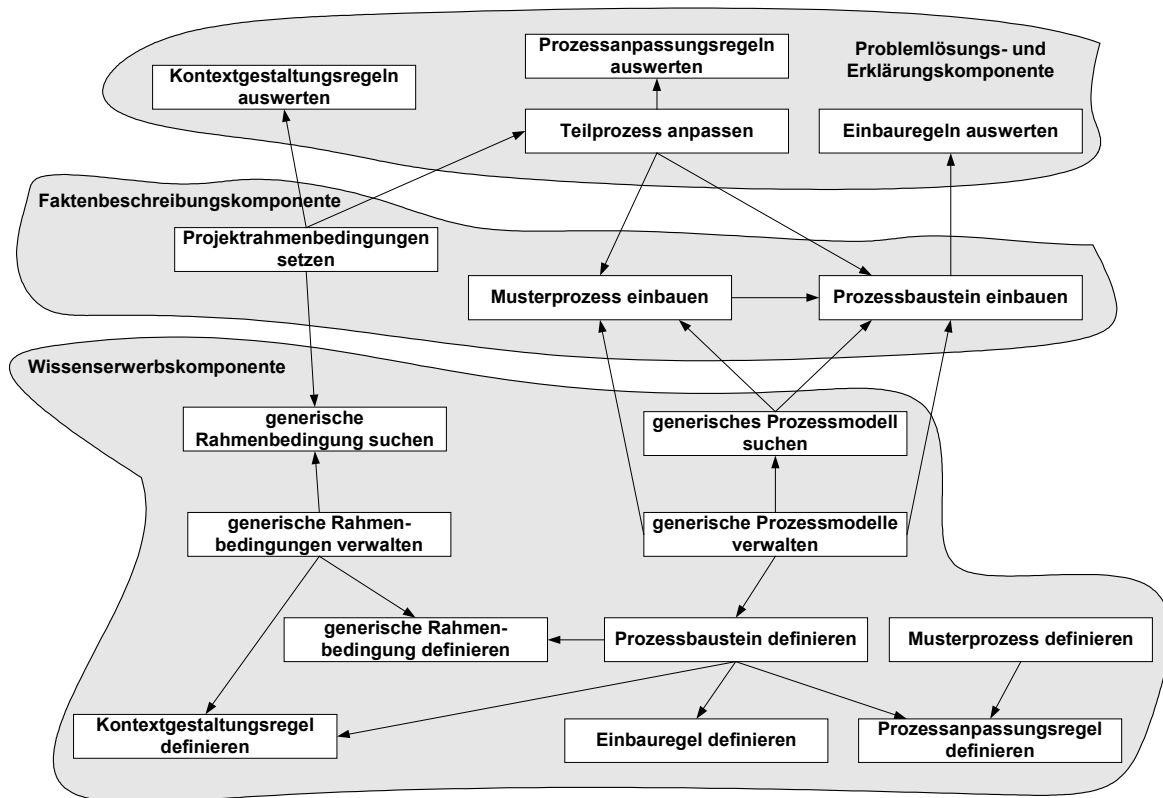 Prozessanpassungsregeln
auswerten
Problemlösungs- und
Erklärungskomponente
Kontextgestaltungsregeln
auswerten
Teilprozess anpassen
Einbauregeln auswerten
Faktenbeschreibungskomponente
Projektrahmenbedingungen
setzen
Musterprozess einbauen
Prozessbaustein einbauen
Wissenserwerbskomponente
generische
Rahmenbedingung suchen
generisches Prozessmodell
suchen
generische Rahmen-
bedingungen verwalten
generische Prozessmodelle
verwalten
generische Rahmen-
bedingung definieren
Prozessbaustein definieren
Musterprozess definieren
Kontextgestaltungsregel
definieren
Einbauregel definieren
Prozessanpassungsregel
definieren